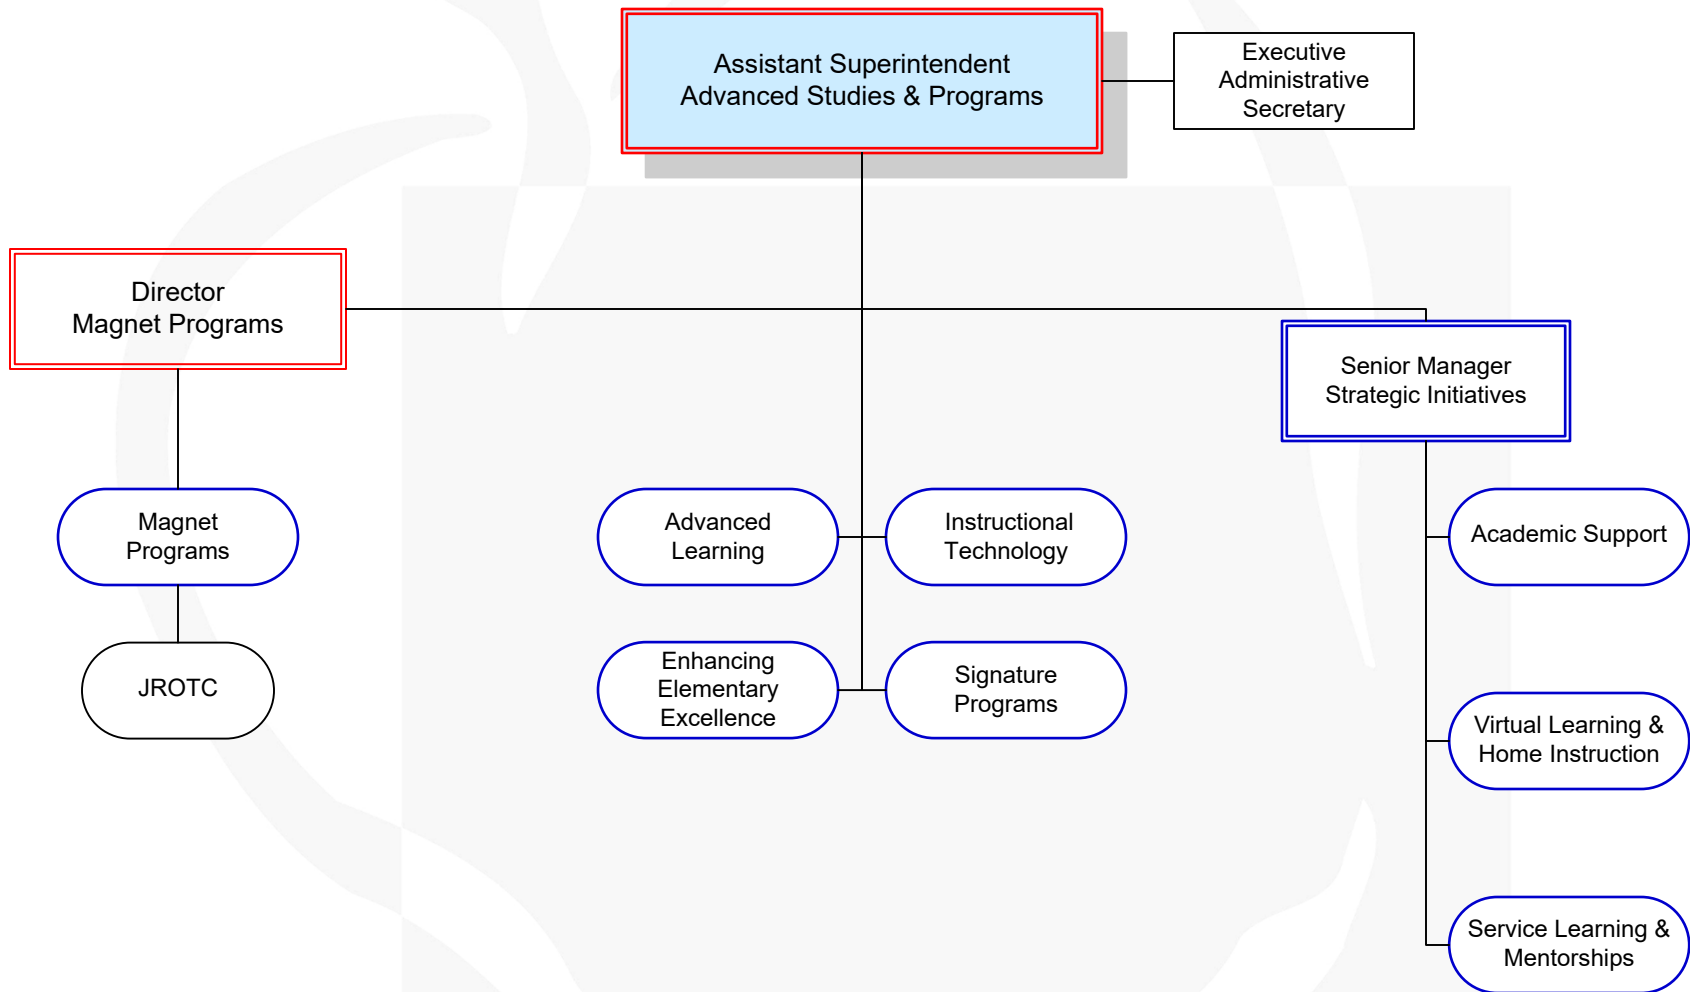 Assistant Superintendent
Advanced Studies & Programs
Executive
Administrative
Secretary
Director
Magnet Programs
Senior Manager
Strategic Initiatives
Magnet
Programs
Advanced
Learning
Instructional
Technology
Academic Support
JROTC
Enhancing
Elementary
Excellence
Signature
Programs
Virtual Learning &
Home Instruction
Service Learning &
Mentorships